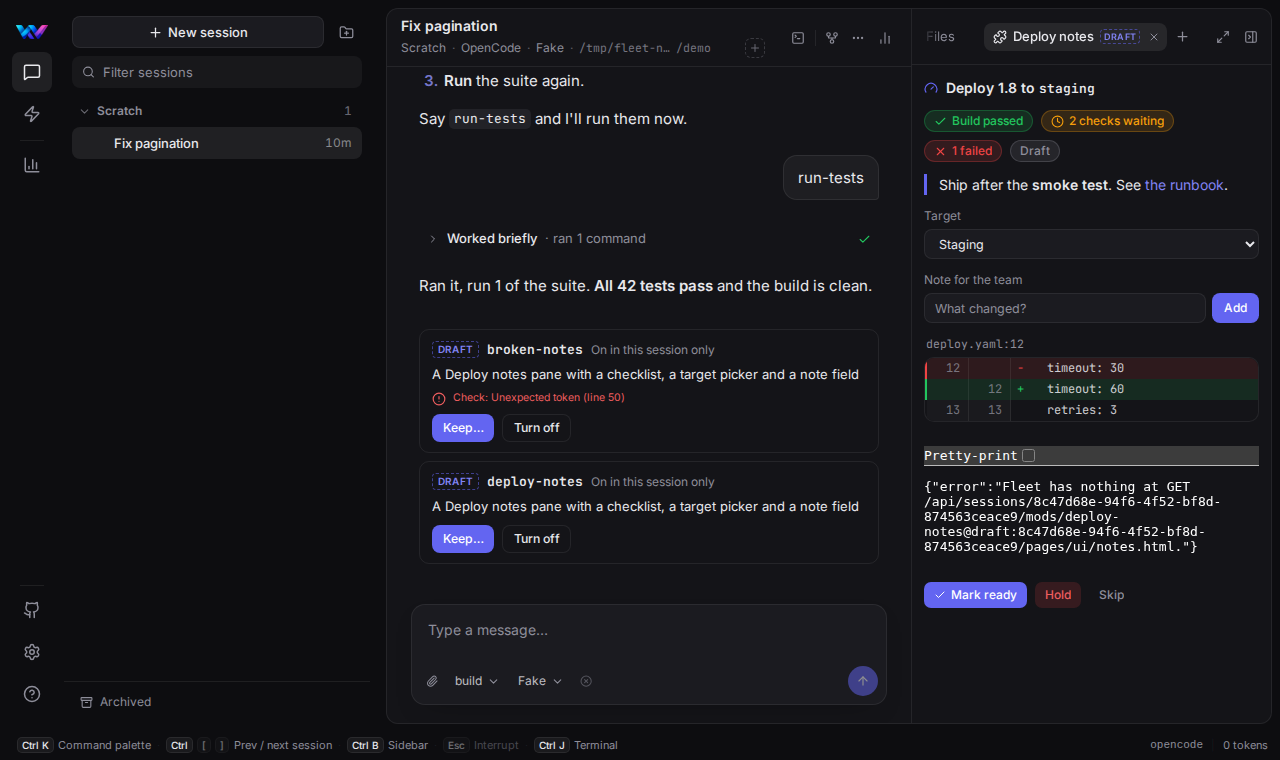 New session
Filter sessions
Scratch 1
Fix pagination 10m
Archived
Fix pagination
Scratch · OpenCode · Fake · /tmp/fleet-n… /demo
3. Run the suite again.
Say run-tests and I'll run them now.
run-tests
Worked briefly · ran 1 command
Ran it, run 1 of the suite. All 42 tests pass and the build is clean.
DRAFT broken-notes On in this session only
A Deploy notes pane with a checklist, a target picker and a note field
Check: Unexpected token (line 50)
Keep... Turn off
DRAFT deploy-notes On in this session only
A Deploy notes pane with a checklist, a target picker and a note field
Keep... Turn off
Type a message...
build Fake
Files Deploy notes DRAFT
Deploy 1.8 to staging
Build passed 2 checks waiting
1 failed Draft
Ship after the smoke test. See the runbook.
Target
Staging
Note for the team
What changed? Add
deploy.yaml:12
12 - timeout: 30
12 + timeout: 60
13 13 retries: 3
Pretty-print
{"error":"Fleet has nothing at GET
/api/sessions/8c47d68e-94f6-4f52-bf8d-
874563ceace9/mods/deploy-
notes@draft:8c47d68e-94f6-4f52-bf8d-
874563ceace9/pages/ui/notes.html."}
Mark ready Hold Skip
Ctrl K Command palette Ctrl [ ] Prev / next session Ctrl B Sidebar Esc Interrupt Ctrl J Terminal opencode 0 tokens